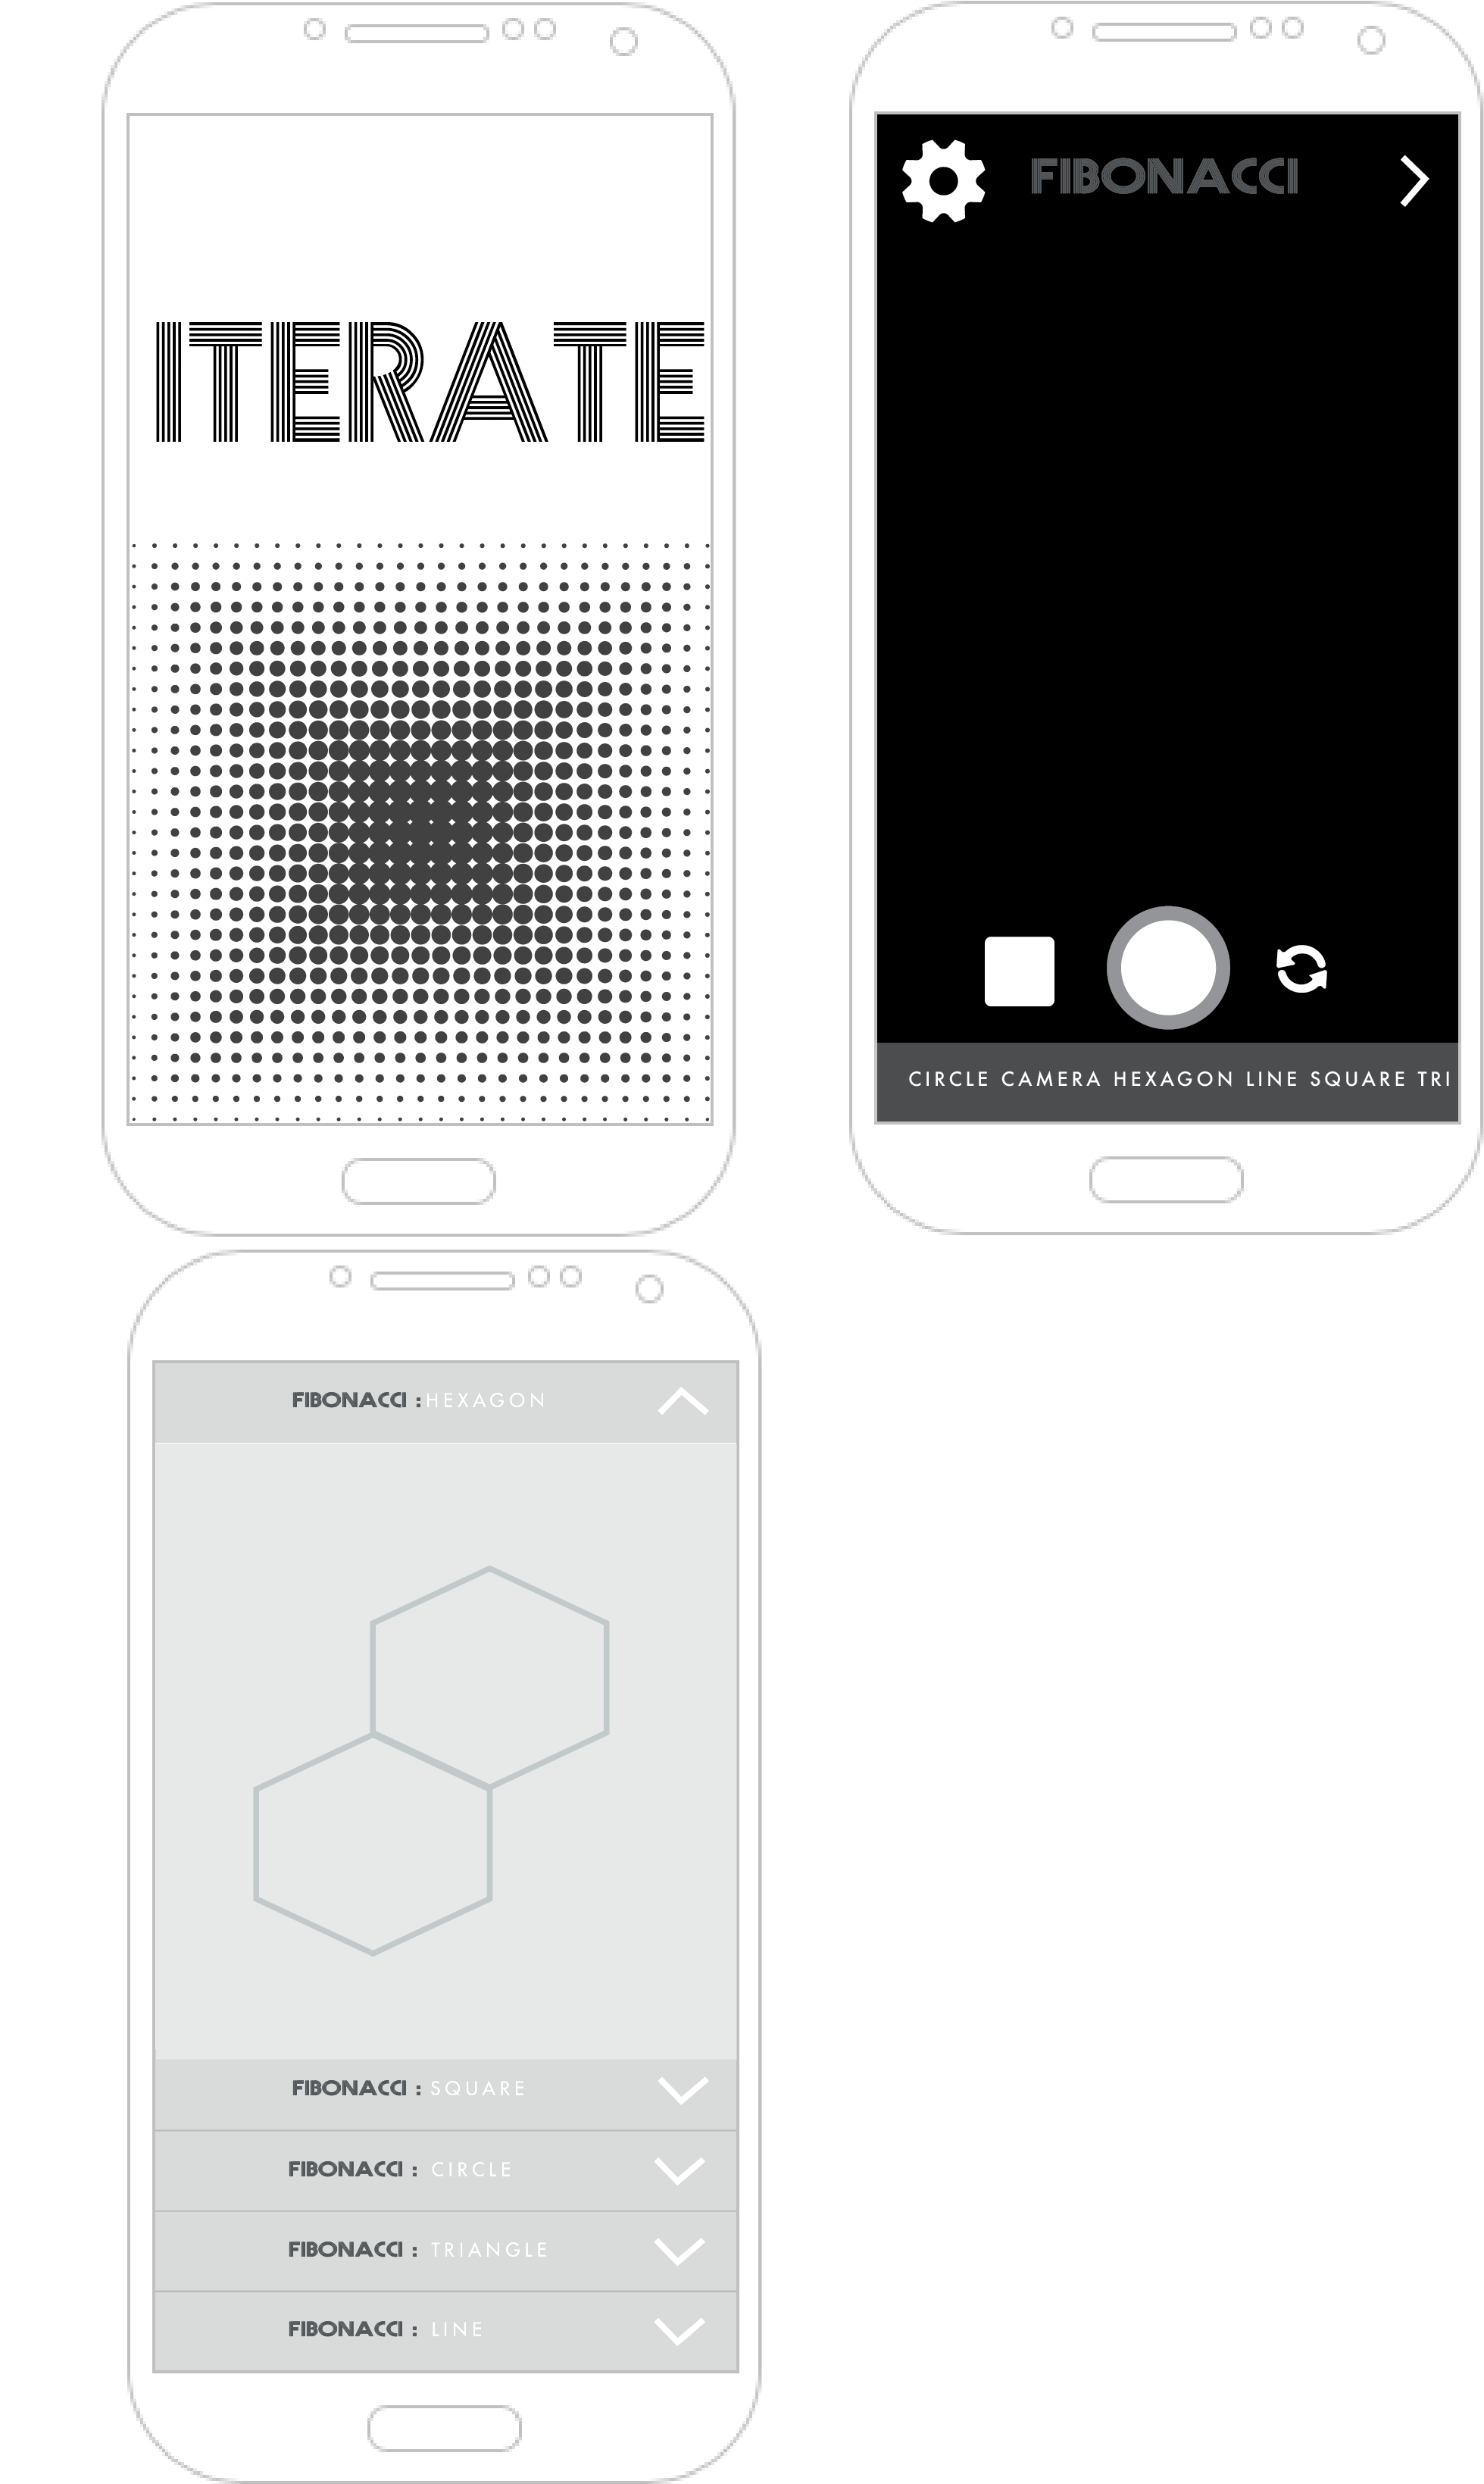 ITERATE
FIBONACCI
CIRCLE CAMERA HEXAGON LINE SQUARE TRI
FIBONACCI : HEXAGON
FIBONACCI : SQUARE
FIBONACCI : CIRCLE
FIBONACCI : TRIANGLE
FIBONACCI : LINE